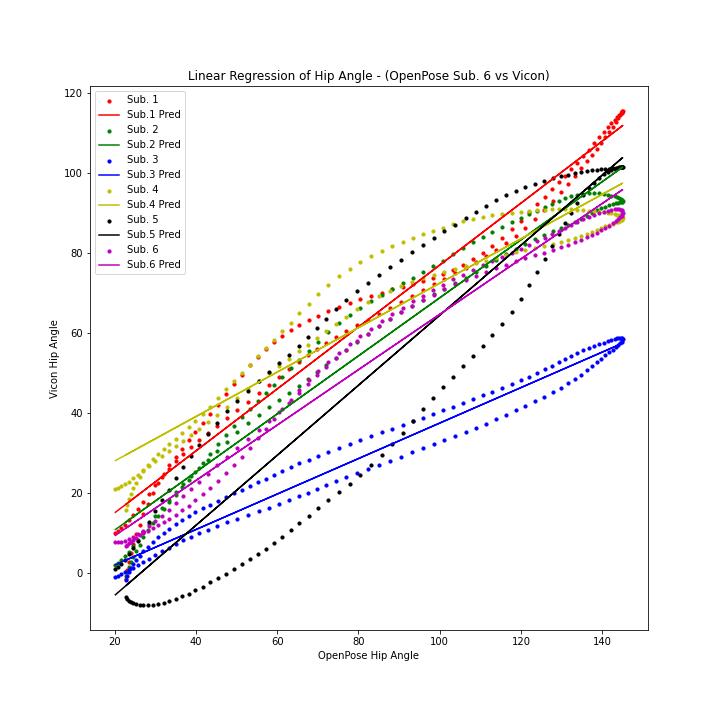 Linear Regression of Hip Angle - (OpenPose Sub. 6 vs Vicon)
Sub. 1
Sub.1 Pred
Sub. 2
Sub.2 Pred
Sub. 3
Sub.3 Pred
Sub. 4
Sub.4 Pred
Sub. 5
Sub.5 Pred
Sub. 6
Sub.6 Pred
Vicon Hip Angle
120
100
80
60
40
20
0
20 40 60 80 100 120 140
OpenPose Hip Angle